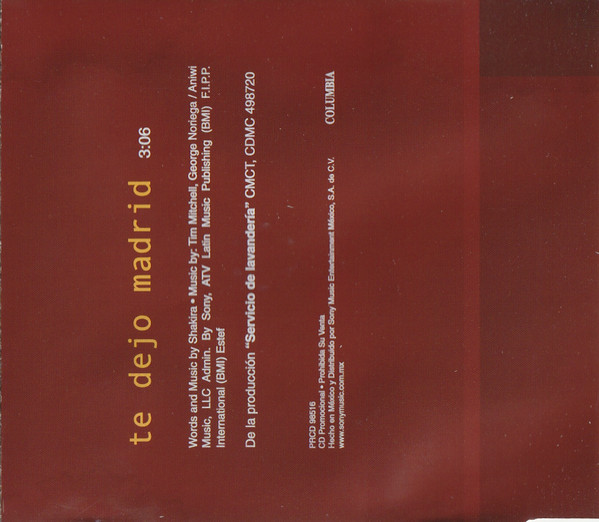 te dejo madrid 3:06
Words and Music by Shakira • Music by: Tim Mitchell, George Noriega / Aniwi
Music, LLC Admin. By Sony, ATV Latin Music Publishing (BMI) F.I.P.P.
International (BMI) Estef
De la producción "Servicio de lavandería" CMCT, CDMC 498720
PRCD 98516
CD Promocional • Prohibida Su Venta
Hecho en México y Distribuido por Sony Music Entertainment México, S.A. de C.V. COLUMBIA
www.sonymusic.com.mx